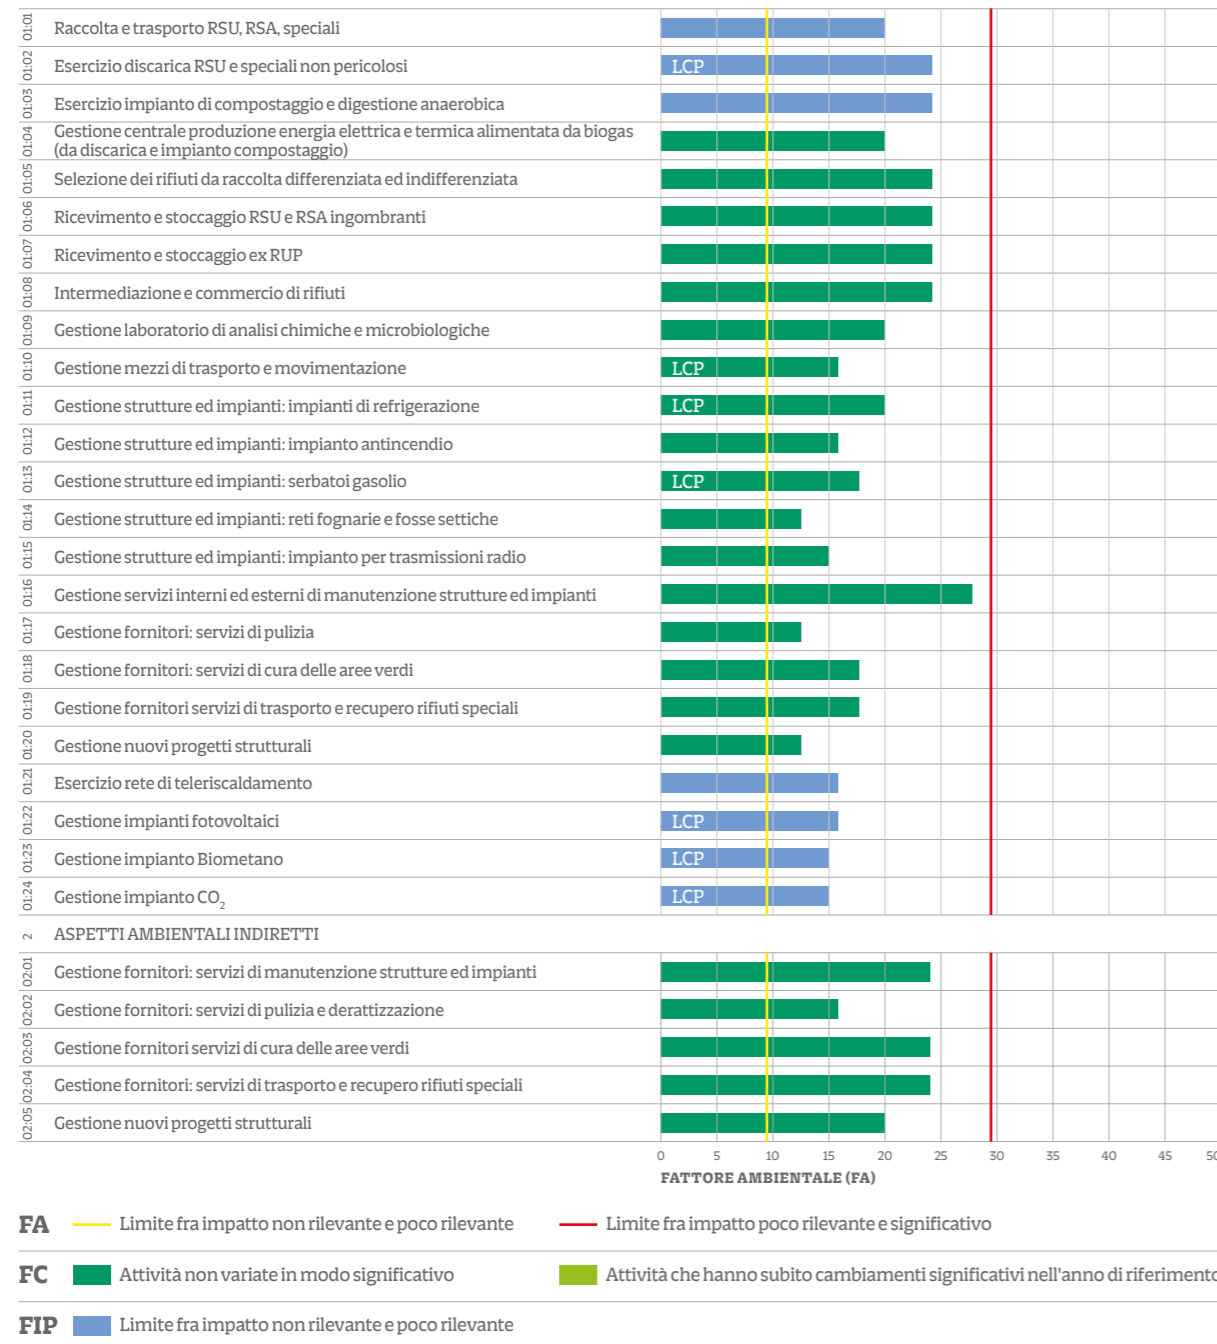 01:01 Raccolta e trasporto RSU, RSA, speciali
01:02 Esercizio discarica RSU e speciali non pericolosi LCP
01:03 Esercizio impianto di compostaggio e digestione anaerobica
01:04 Gestione centrale produzione energia elettrica e termica alimentata da biogas
(da discarica e impianto compostaggio)
01:05 Selezione dei rifiuti da raccolta differenziata ed indifferenziata
01:06 Ricevimento e stoccaggio RSU e RSA ingombranti
01:07 Ricevimento e stoccaggio ex RUP
01:08 Intermediazione e commercio di rifiuti
01:09 Gestione laboratorio di analisi chimiche e microbiologiche
01:10 Gestione mezzi di trasporto e movimentazione LCP
01:11 Gestione strutture ed impianti: impianti di refrigerazione LCP
01:12 Gestione strutture ed impianti: impianto antincendio
01:13 Gestione strutture ed impianti: serbatoi gasolio LCP
01:14 Gestione strutture ed impianti: reti fognarie e fosse settiche
01:15 Gestione strutture ed impianti: impianto per trasmissioni radio
01:16 Gestione servizi interni ed esterni di manutenzione strutture ed impianti
01:17 Gestione fornitori: servizi di pulizia
01:18 Gestione fornitori: servizi di cura delle aree verdi
01:19 Gestione fornitori servizi di trasporto e recupero rifiuti speciali
01:20 Gestione nuovi progetti strutturali
01:21 Esercizio rete di teleriscaldamento
01:22 Gestione impianti fotovoltaici LCP
01:23 Gestione impianto Biometano LCP
01:24 Gestione impianto CO₂ LCP
2 ASPETTI AMBIENTALI INDIRETTI
02:01 Gestione fornitori: servizi di manutenzione strutture ed impianti
02:02 Gestione fornitori: servizi di pulizia e derattizzazione
02:03 Gestione fornitori servizi di cura delle aree verdi
02:04 Gestione fornitori: servizi di trasporto e recupero rifiuti speciali
02:05 Gestione nuovi progetti strutturali
0 5 10 15 20 25 30 35 40 45 50
FATTORE AMBIENTALE (FA)
FA Limite fra impatto non rilevante e poco rilevante Limite fra impatto poco rilevante e significativo
FC Attività non variate in modo significativo Attività che hanno subito cambiamenti significativi nell'anno di riferimento
FIP Limite fra impatto non rilevante e poco rilevante